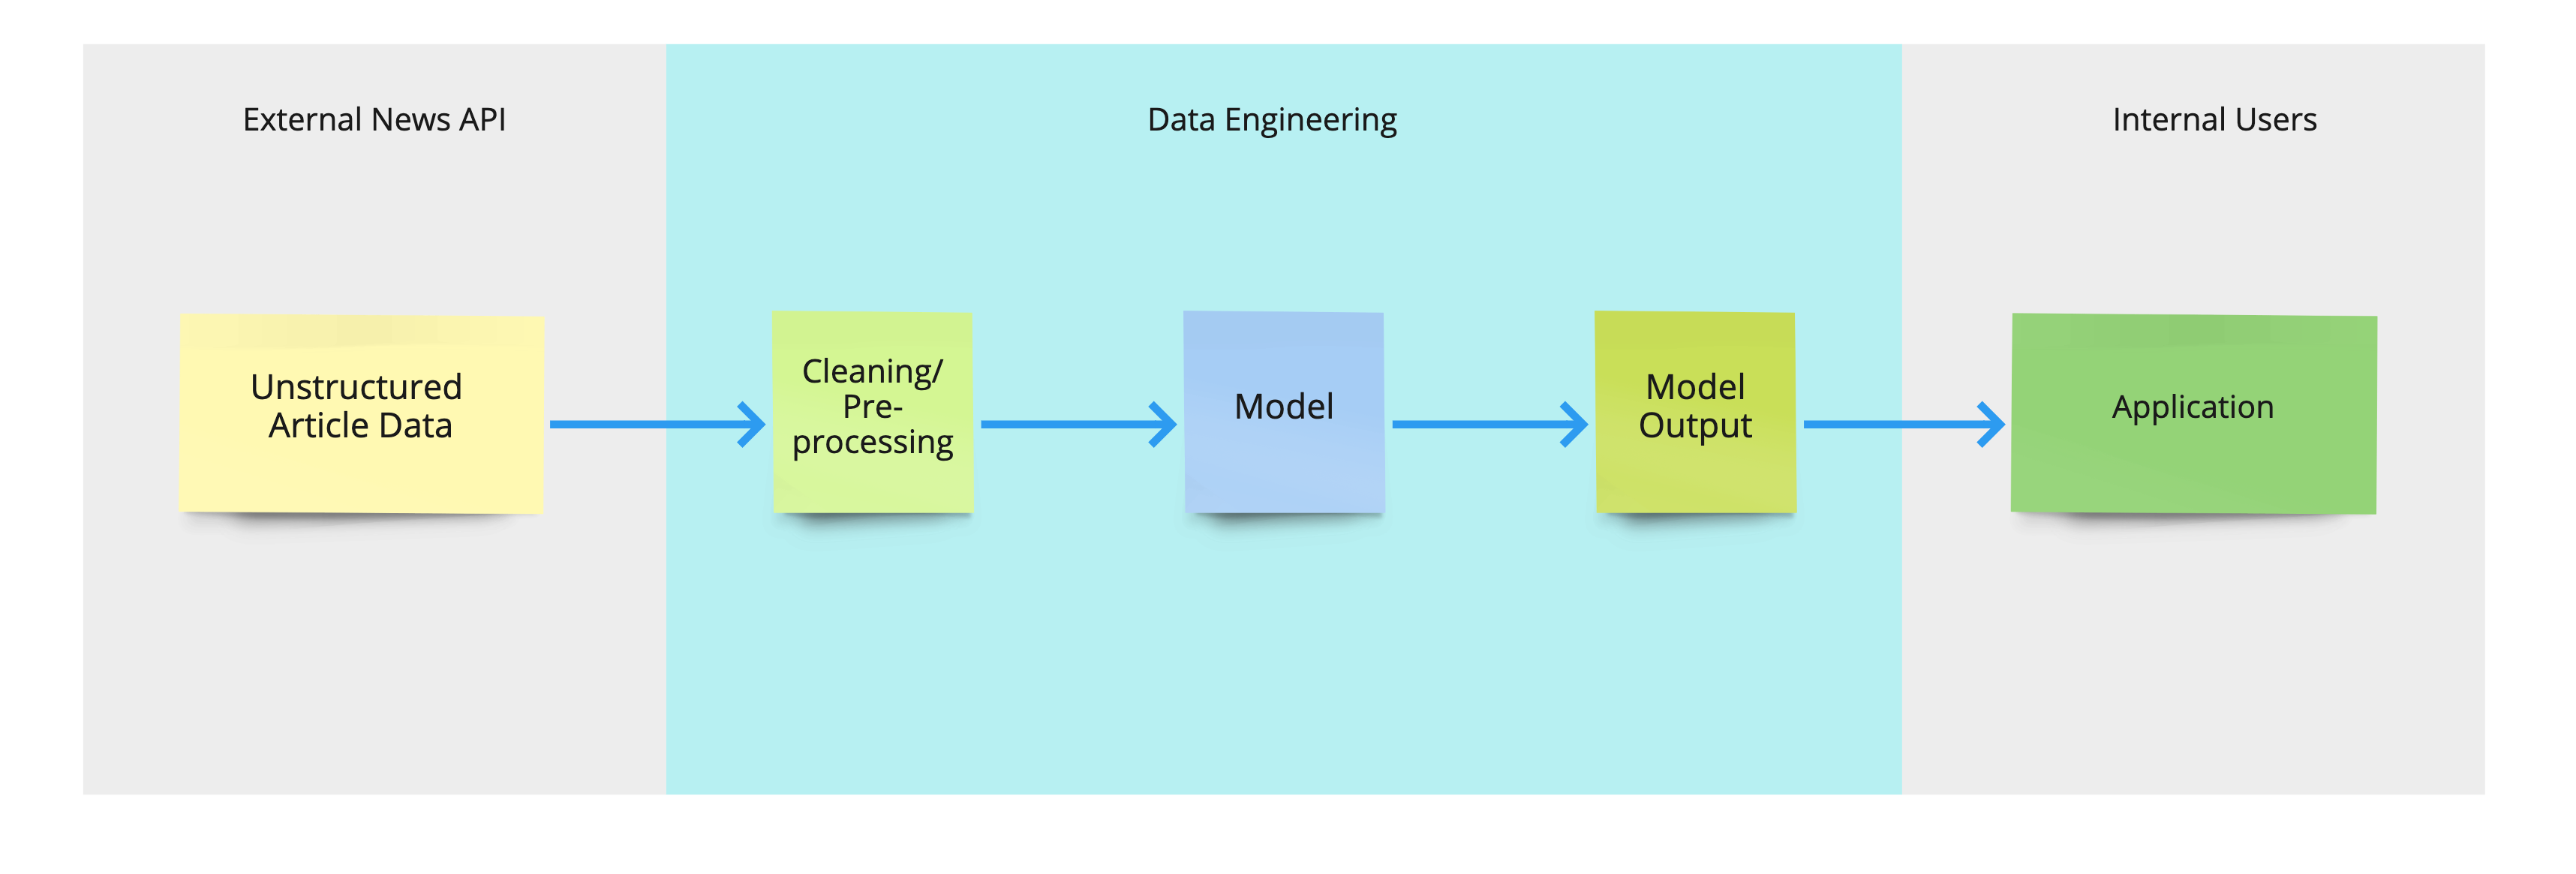 External News API
Data Engineering
Internal Users
Unstructured
Article Data
Cleaning/
Pre-
processing
Model
Model
Output
Application